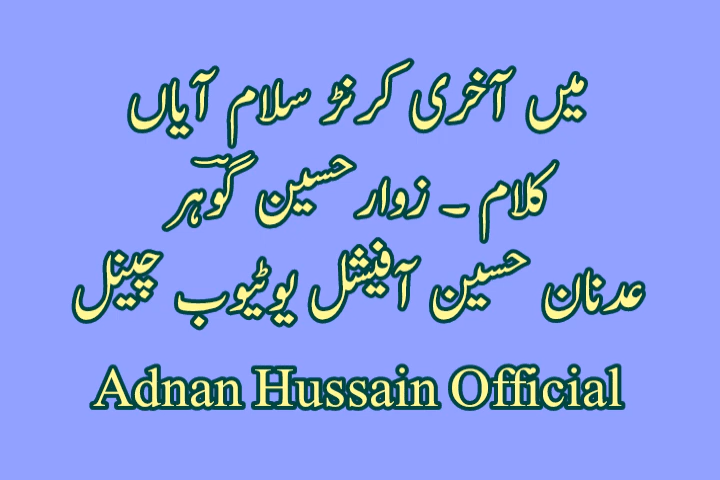 میں آخری کرنڑ سلام آیاں
کلام ۔ زوار حسین گوہرؔ
عدنان حسین آفیشل یوٹیوب چینل
Adnan Hussain Official